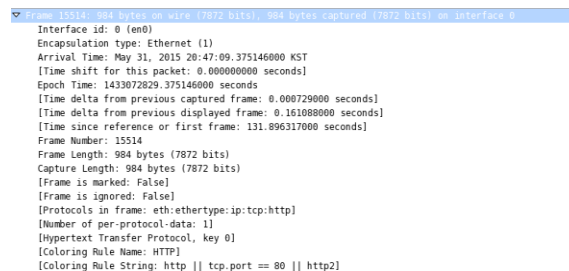 Frame 15514: 984 bytes on wire (7872 bits), 984 bytes captured (7872 bits) on interface 0
Interface id: 0 (en0)
Encapsulation type: Ethernet (1)
Arrival Time: May 31, 2015 20:47:09.375146000 KST
[Time shift for this packet: 0.000000000 seconds]
Epoch Time: 1433072829.375146000 seconds
[Time delta from previous captured frame: 0.000729000 seconds]
[Time delta from previous displayed frame: 0.161088000 seconds]
[Time since reference or first frame: 131.896317000 seconds]
Frame Number: 15514
Frame Length: 984 bytes (7872 bits)
Capture Length: 984 bytes (7872 bits)
[Frame is marked: False]
[Frame is ignored: False]
[Protocols in frame: eth:ethertype:ip:tcp:http]
[Number of per-protocol-data: 1]
[Hypertext Transfer Protocol, key 0]
[Coloring Rule Name: HTTP]
[Coloring Rule String: http || tcp.port == 80 || http2]